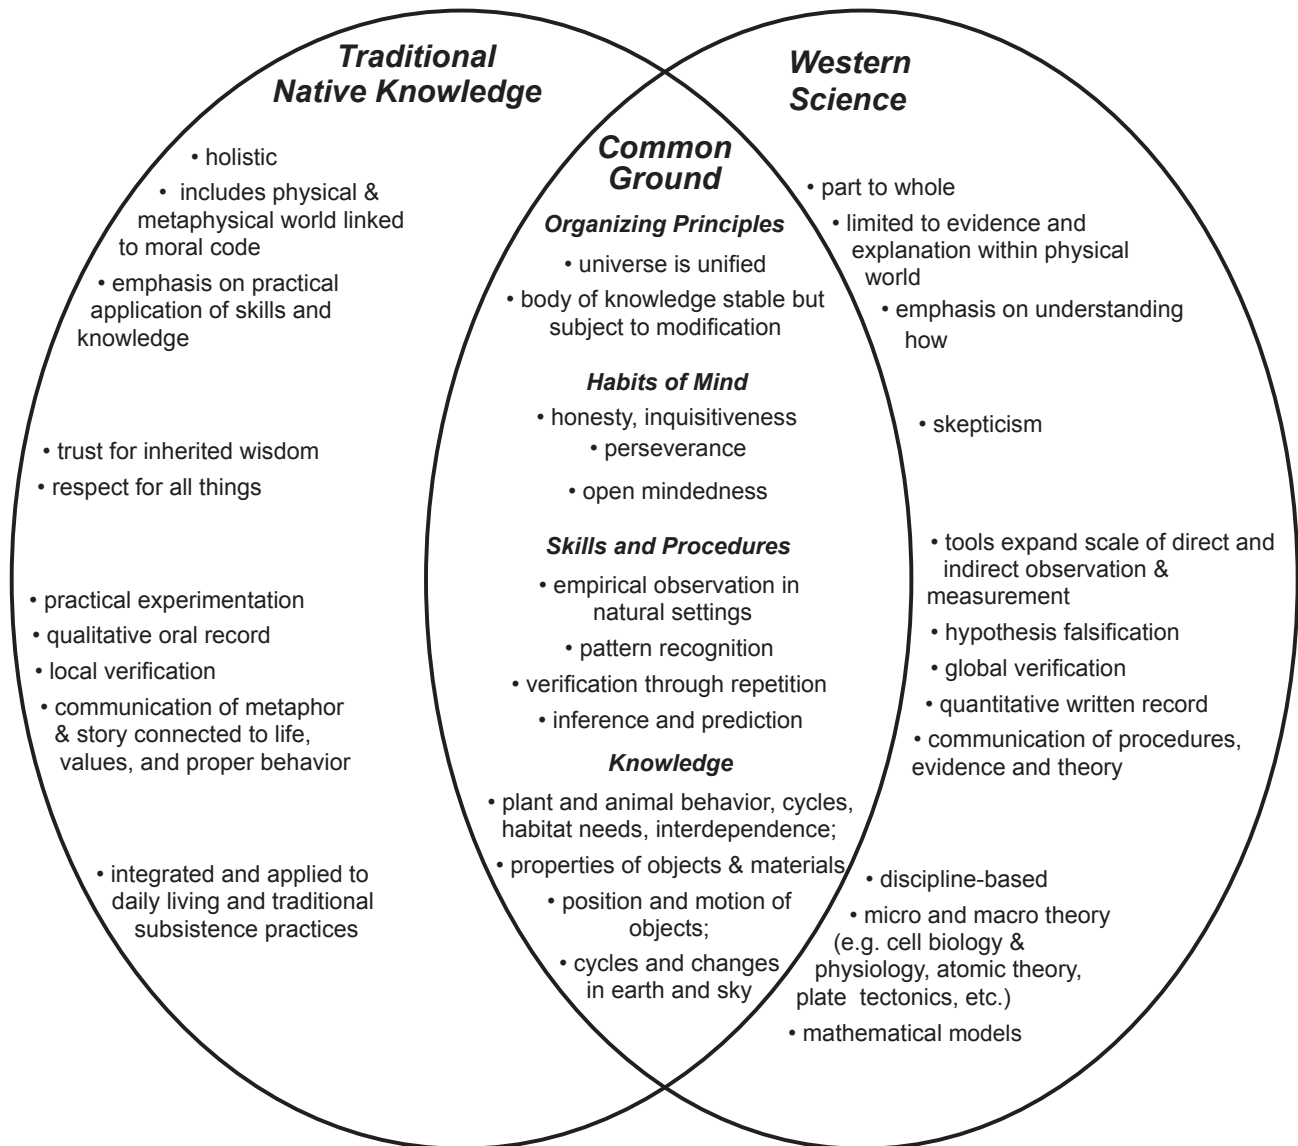 Traditional
Native Knowledge
• holistic
• includes physical &
metaphysical world linked
to moral code
• emphasis on practical
application of skills and
knowledge
• trust for inherited wisdom
• respect for all things
• practical experimentation
• qualitative oral record
• local verification
• communication of metaphor
& story connected to life,
values, and proper behavior
• integrated and applied to
daily living and traditional
subsistence practices
Common
Ground
Organizing Principles
• universe is unified
• body of knowledge stable but
subject to modification
Habits of Mind
• honesty, inquisitiveness
• perseverance
• open mindedness
Skills and Procedures
• empirical observation in
natural settings
• pattern recognition
• verification through repetition
• inference and prediction
Knowledge
• plant and animal behavior, cycles,
habitat needs, interdependence;
• properties of objects & materials
• position and motion of
objects;
• cycles and changes
in earth and sky
Western
Science
• part to whole
• limited to evidence and
explanation within physical
world
• emphasis on understanding
how
• skepticism
• tools expand scale of direct and
indirect observation &
measurement
• hypothesis falsification
• global verification
• quantitative written record
• communication of procedures,
evidence and theory
• discipline-based
• micro and macro theory
(e.g. cell biology &
physiology, atomic theory,
plate tectonics, etc.)
• mathematical models